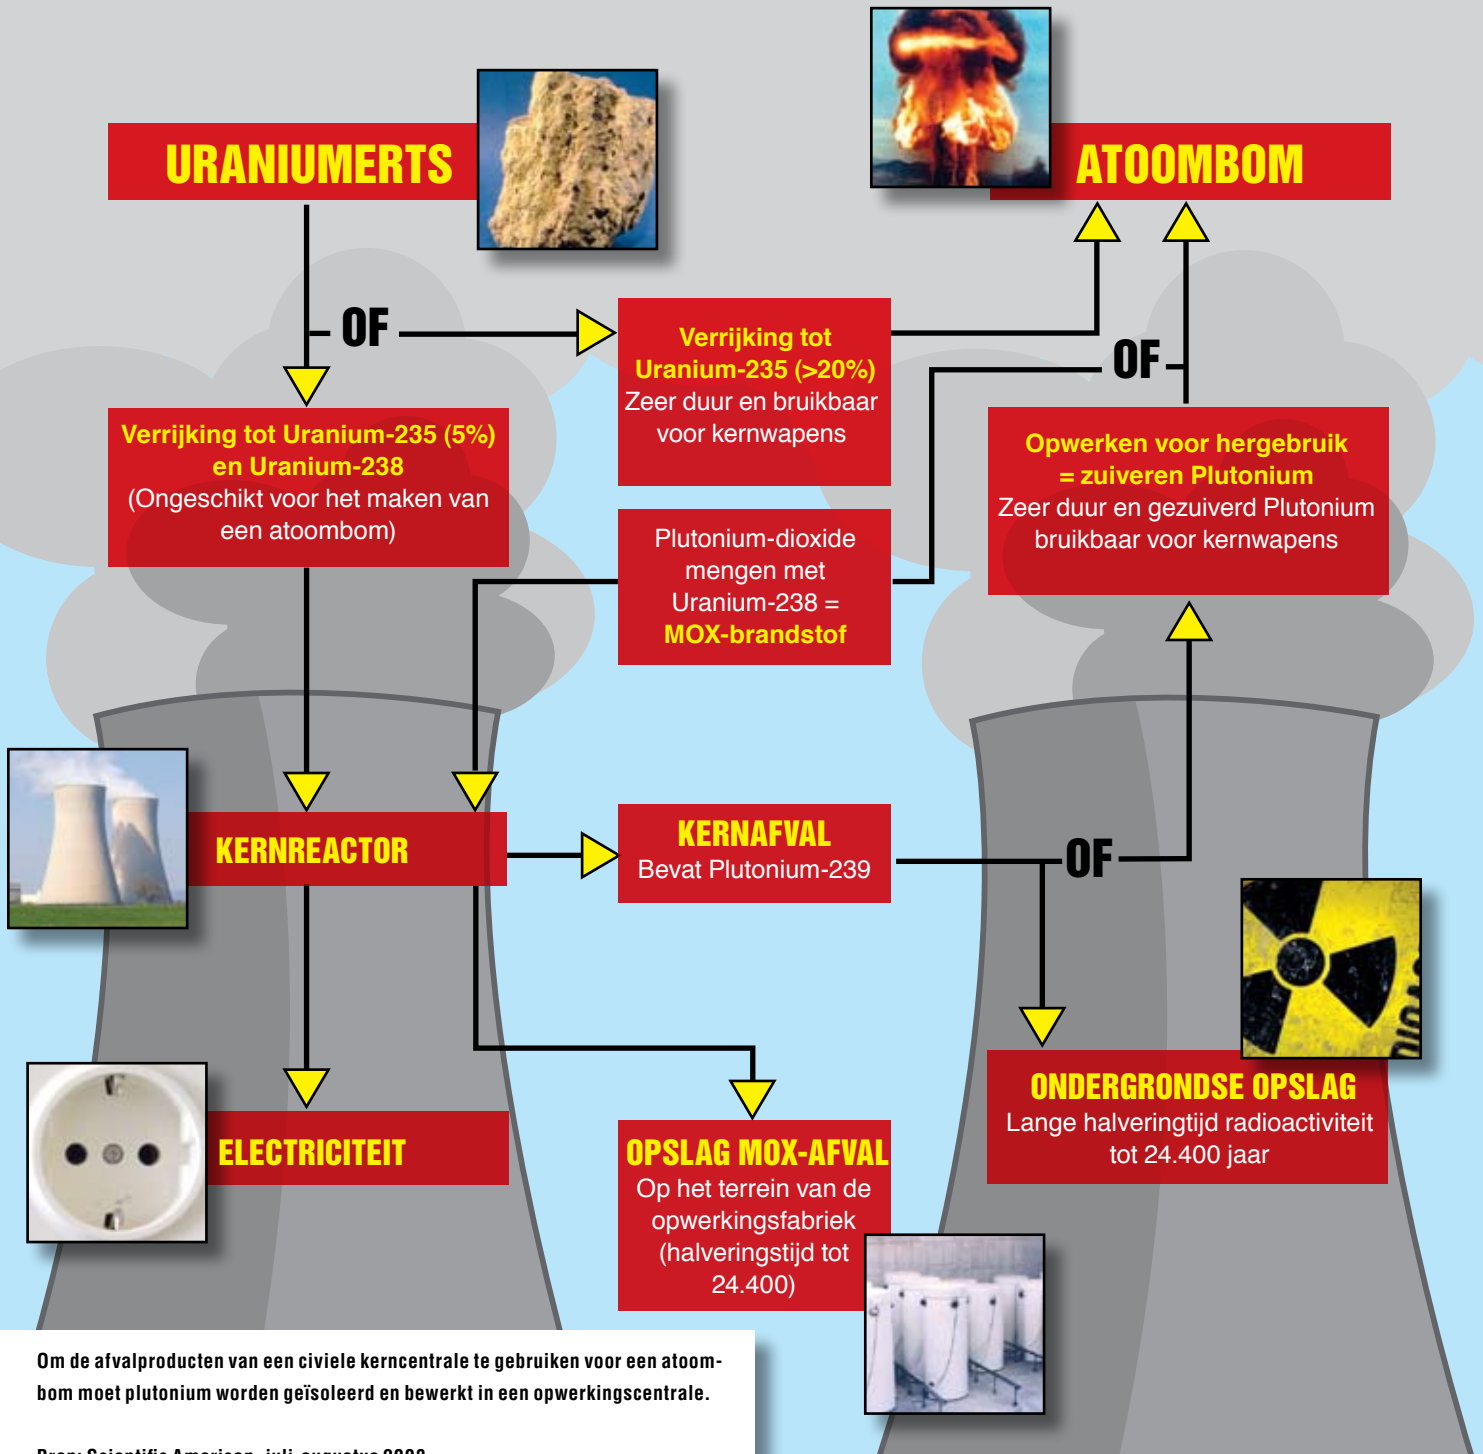 URANIUMERTS
ATOOMBOM
OF
Verrijking tot
Uranium-235 (>20%)
Zeer duur en bruikbaar
voor kernwapens
OF
Verrijking tot Uranium-235 (5%)
en Uranium-238
(Ongeschikt voor het maken van
een atoombom)
Opwerken voor hergebruik
= zuiveren Plutonium
Zeer duur en gezuiverd Plutonium
bruikbaar voor kernwapens
Plutonium-dioxide
mengen met
Uranium-238 =
MOX-brandstof
KERNREACTOR
KERNAFVAL
Bevat Plutonium-239
OF
ELECTRICITEIT
OPSLAG MOX-AFVAL
Op het terrein van de
opwerkingsfabriek
(halveringstijd tot
24.400)
ONDERGRONDSE OPSLAG
Lange halveringtijd radioactiviteit
tot 24.400 jaar
Om de afvalproducten van een civiele kerncentrale te gebruiken voor een atoom-
bom moet plutonium worden geïsoleerd en bewerkt in een opwerkingscentrale.
Bron: Scientific American, juli-augustus